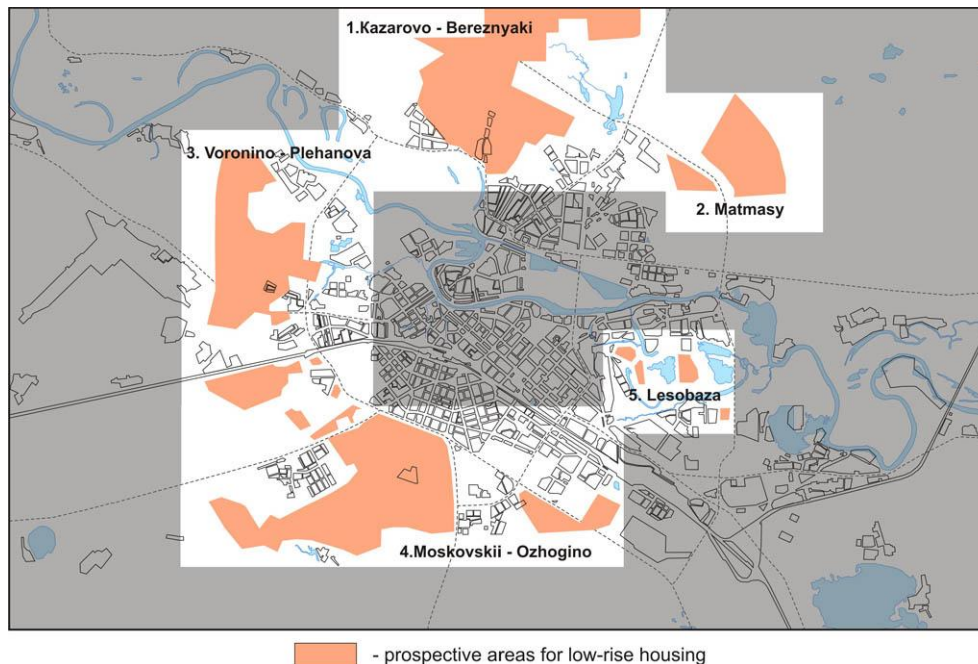 1.Kazarovo - Bereznyaki
3. Voronino - Plehanova
2. Matmasy
5. Lesobaza
4.Moskovskii - Ozhogino
- prospective areas for low-rise housing